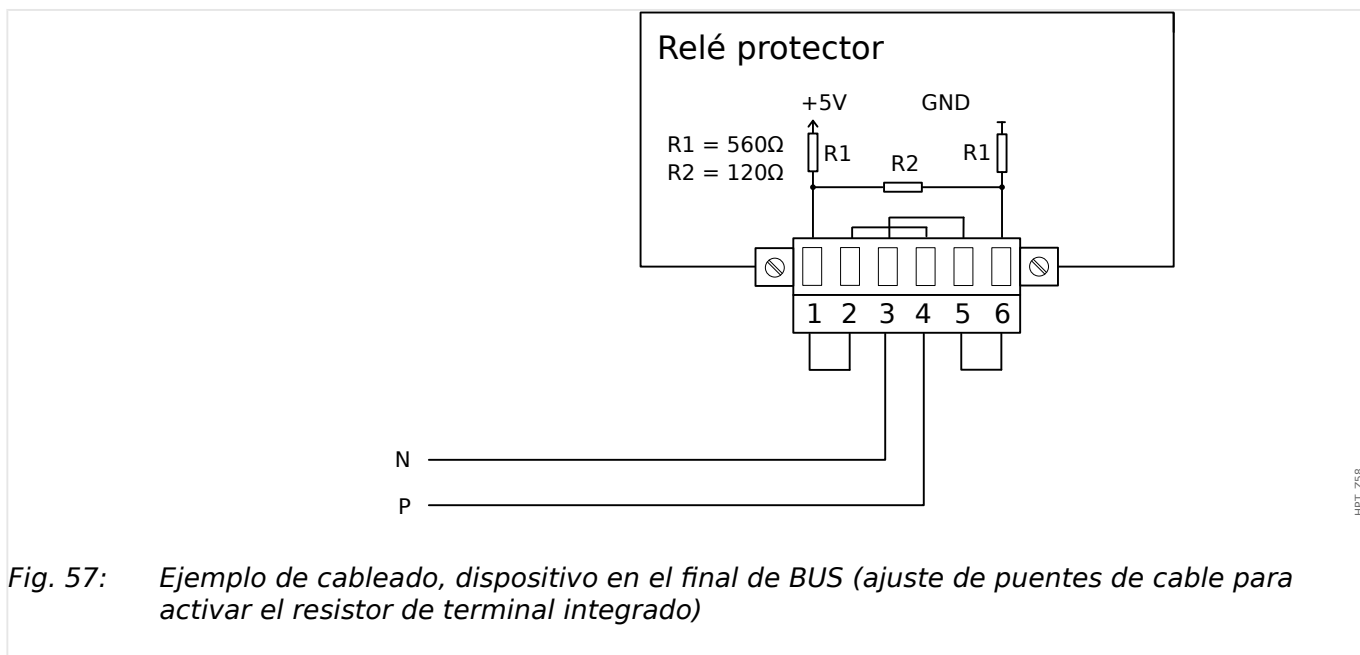 Relé protector
+5V
GND
R1 = 560Ω
R2 = 120Ω
R1
R2
R1
1 2 3 4 5 6
N
P
HPT_Z58
Fig. 57: Ejemplo de cableado, dispositivo en el final de BUS (ajuste de puentes de cable para
activar el resistor de terminal integrado)